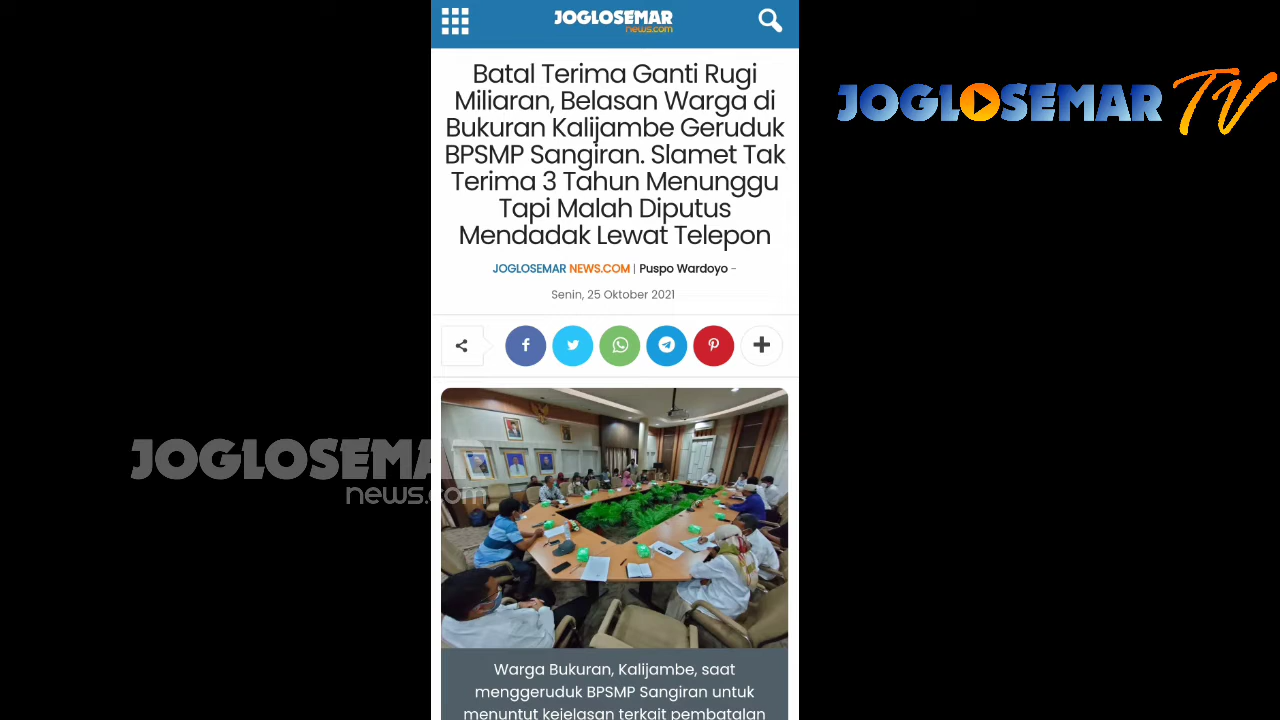 JOGLOSEMAR
news.com
JOGLOSEMAR TV
Batal Terima Ganti Rugi
Miliaran, Belasan Warga di
Bukuran Kalijambe Geruduk
BPSMP Sangiran. Slamet Tak
Terima 3 Tahun Menunggu
Tapi Malah Diputus
Mendadak Lewat Telepon
JOGLOSEMAR NEWS.COM | Puspo Wardoyo -
Senin, 25 Oktober 2021
JOGLOSEMAR
news.com
Warga Bukuran, Kalijambe, saat
menggeruduk BPSMP Sangiran untuk
menuntut kejelasan terkait pembatalan